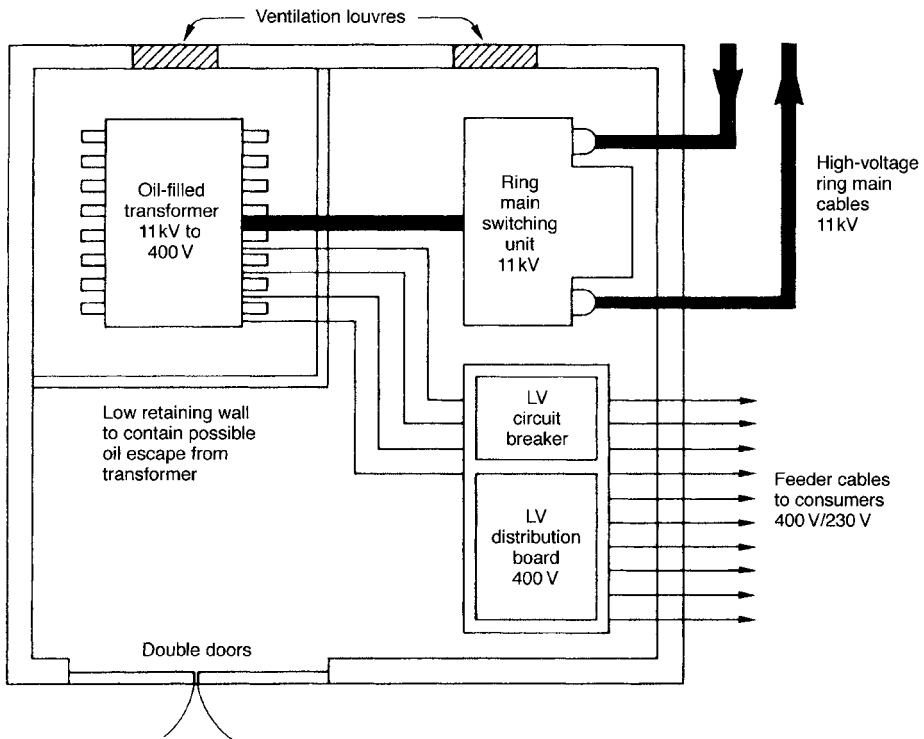 Ventilation louvres
Oil-filled
transformer
11 kV to
400 V
Ring
main
switching
unit
11 kV
High-voltage
ring main
cables
11 kV
Low retaining wall
to contain possible
oil escape from
transformer
LV
circuit
breaker
LV
distribution
board
400 V
Feeder cables
to consumers
400 V/230 V
Double doors